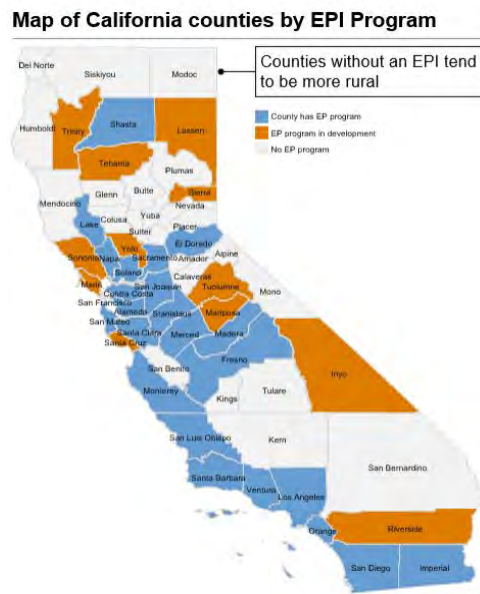 Map of California counties by EPI Program
Counties without an EPI tend
to be more rural
County has EP program
EP program in development
No EP program
Del Norte
Siskiyou
Modoc
Humboldt
Trinity
Shasta
Lassen
Tehama
Plumas
Mendocino
Glenn
Butte
Sierra
Nevada
Lake
Colusa
Yuba
Sutter
Placer
El Dorado
Sonoma
Napa
Yolo
Sacramento
Amador
Alpine
Solano
Calaveras
Marin
Contra Costa
San Joaquin
Tuolumne
Mono
San Francisco
Alameda
Stanislaus
Mariposa
San Mateo
Santa Clara
Merced
Madera
Santa Cruz
Fresno
San Benito
Inyo
Monterey
Kings
Tulare
San Luis Obispo
Kern
San Bernardino
Santa Barbara
Ventura
Los Angeles
Orange
Riverside
San Diego
Imperial